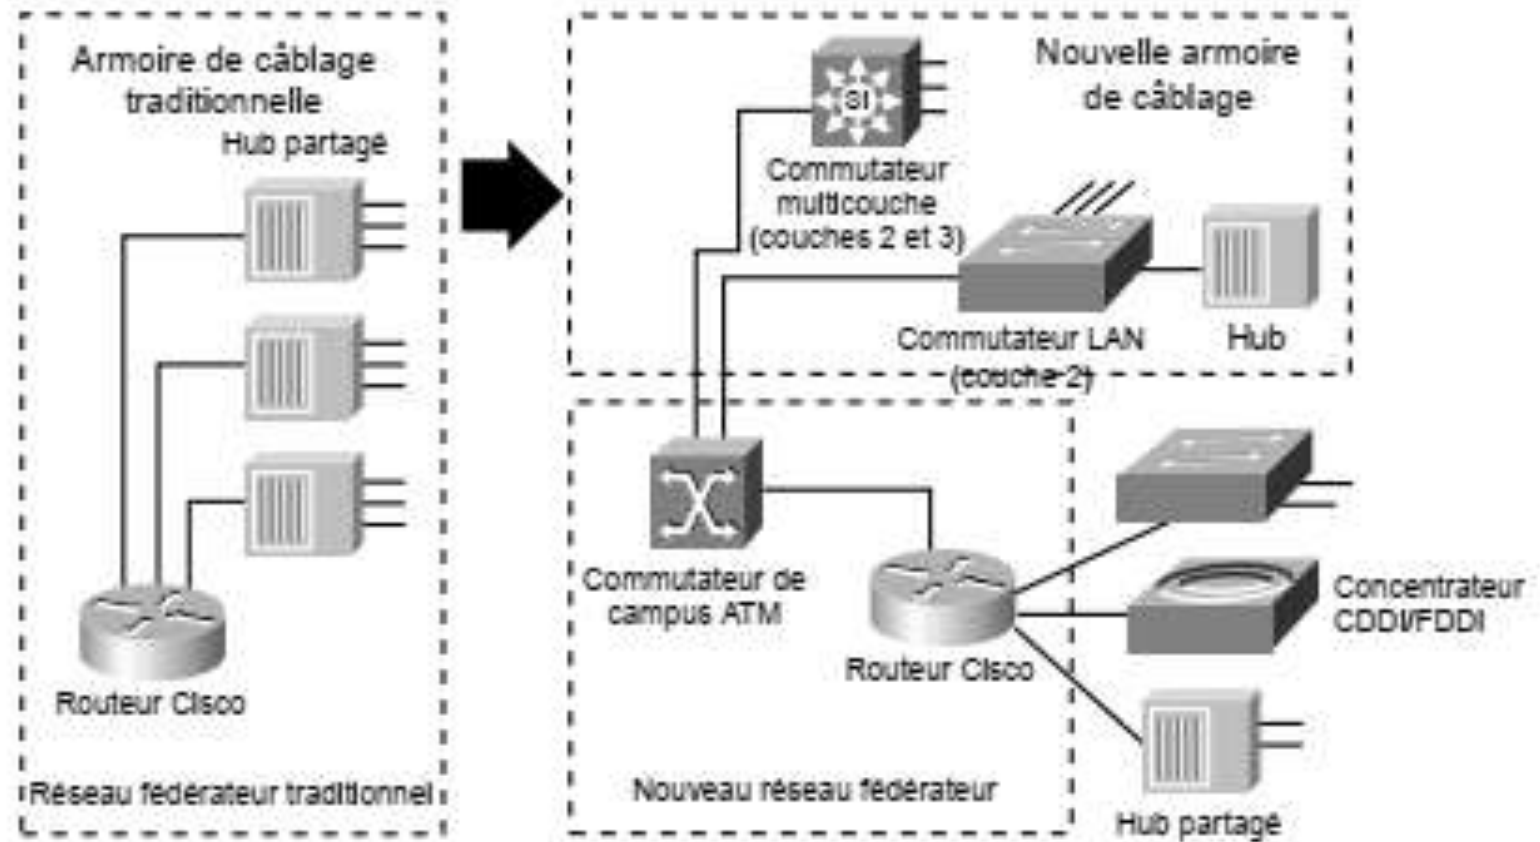 Armoire de câblage
traditionnelle
Hub partagé
Routeur Cisco
Réseau fédérateur traditionnel
Nouvelle armoire
de câblage
SI
Commutateur
multicouche
(couches 2 et 3)
Commutateur LAN
(couche 2)
Hub
Commutateur de
campus ATM
Routeur Cisco
Nouveau réseau fédérateur
Concentrateur
CDDI/FDDI
Hub partagé